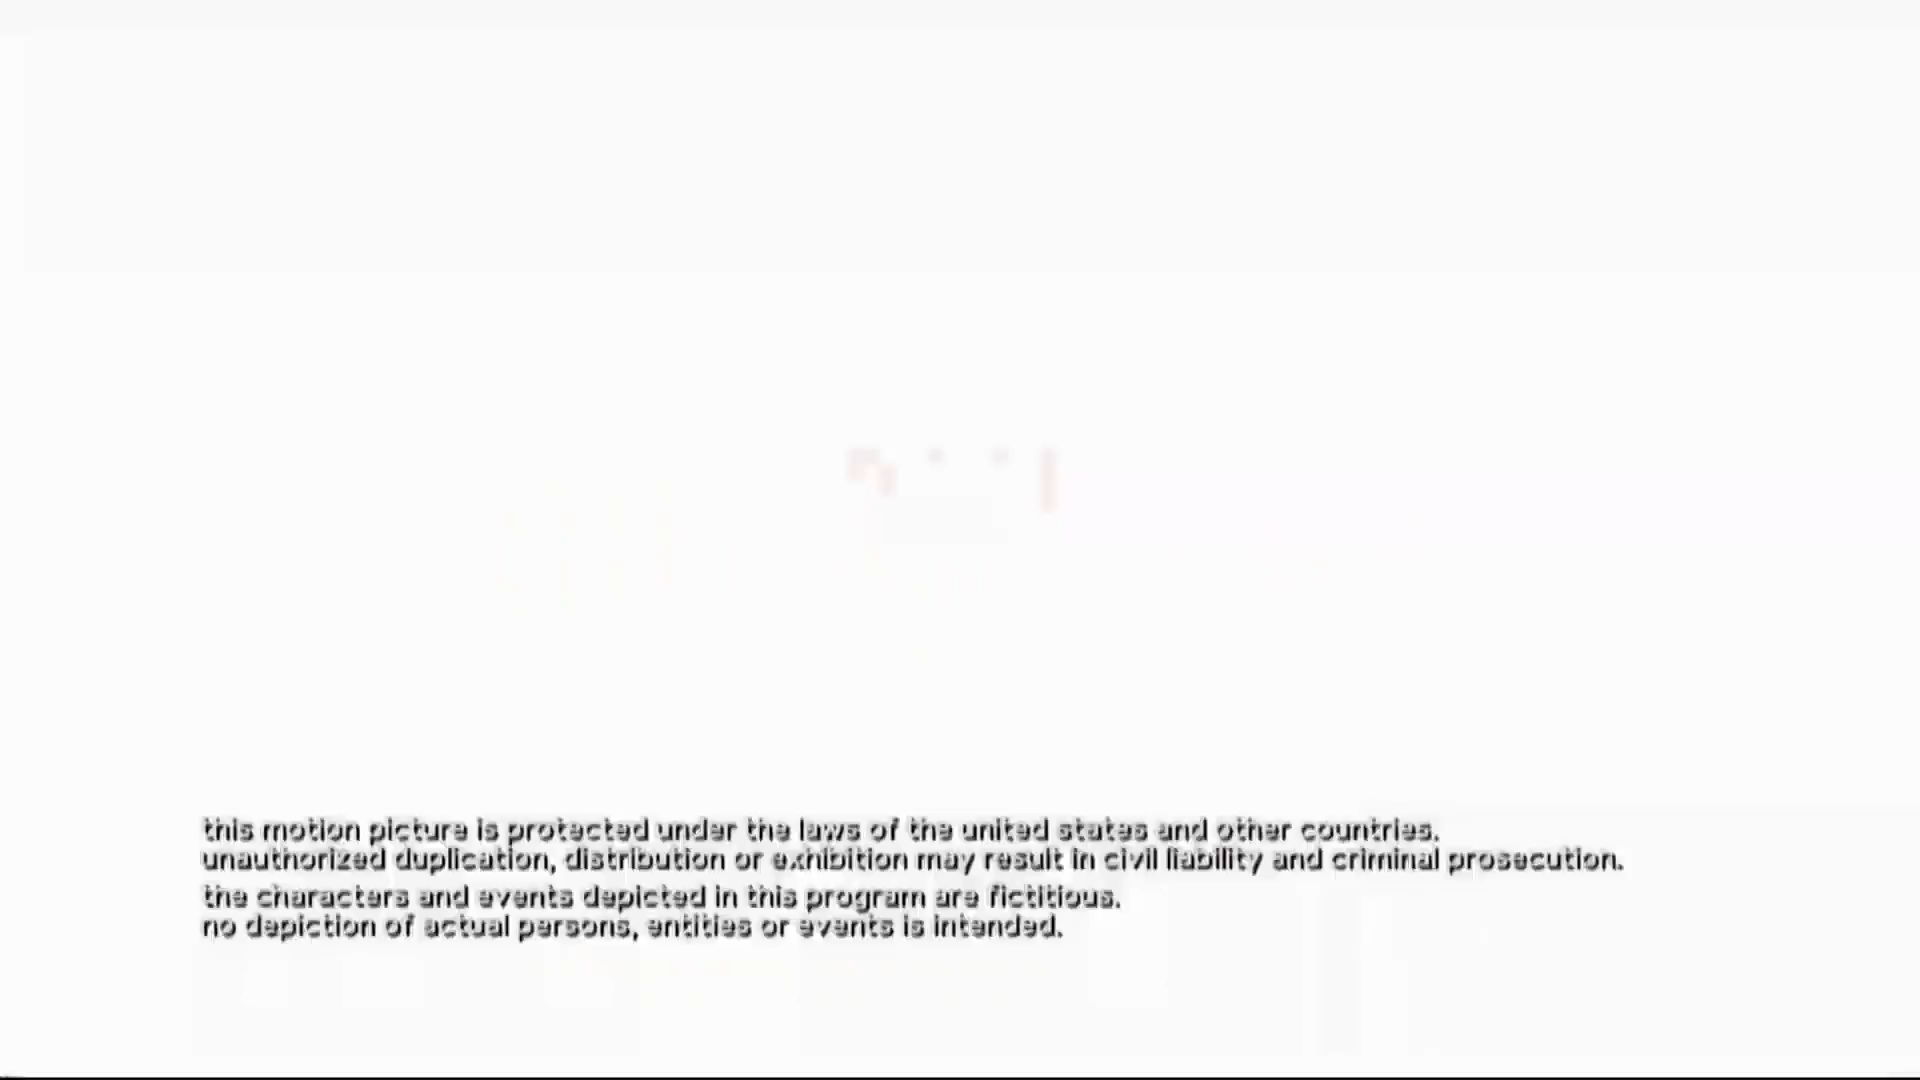 this motion picture is protected under the laws of the united states and other countries.
unauthorized duplication, distribution or exhibition may result in civil liability and criminal prosecution.
the characters and events depicted in this program are fictitious.
no depiction of actual persons, entities or events is intended.